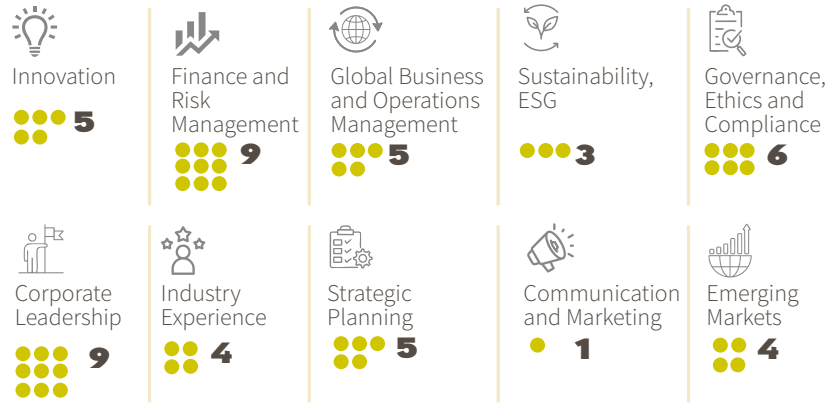 Innovation
5
Finance and
Risk
Management
9
Global Business
and Operations
Management
5
Sustainability,
ESG
3
Governance,
Ethics and
Compliance
6
Corporate
Leadership
9
Industry
Experience
4
Strategic
Planning
5
Communication
and Marketing
1
Emerging
Markets
4